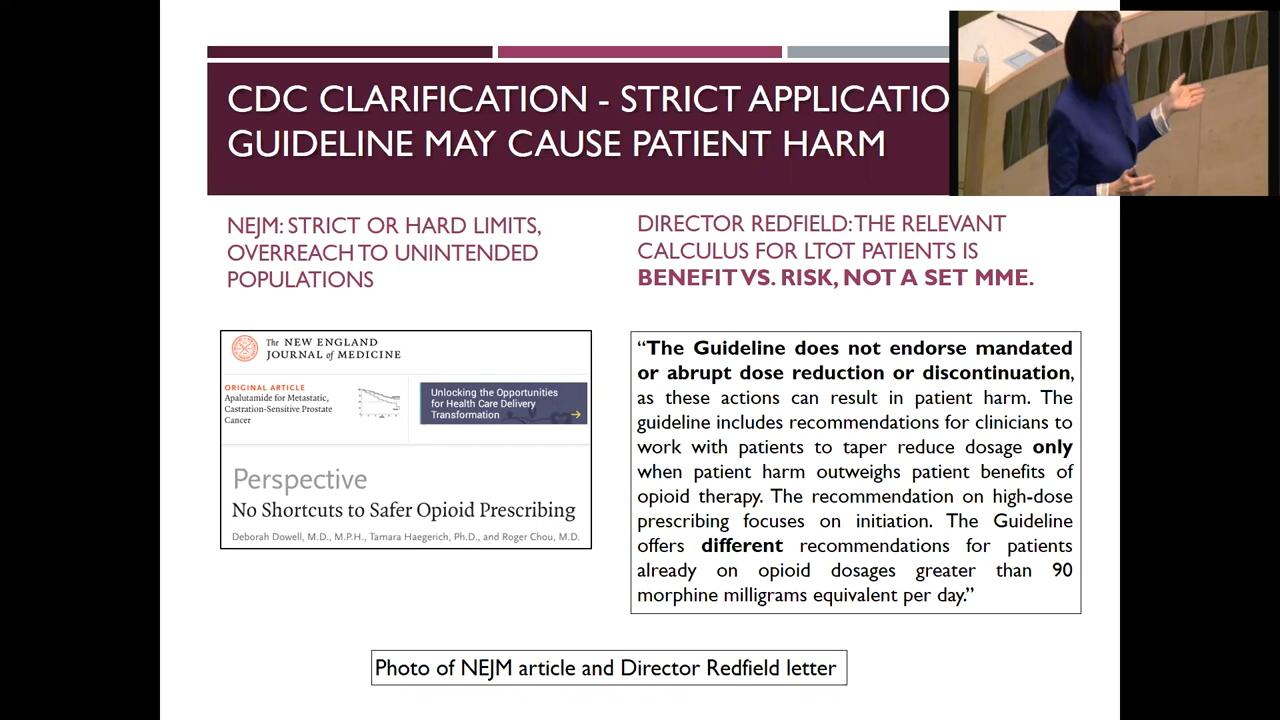 CDC CLARIFICATION - STRICT APPLICATIO
GUIDELINE MAY CAUSE PATIENT HARM
NEJM: STRICT OR HARD LIMITS,
OVERREACH TO UNINTENDED
POPULATIONS
The NEW ENGLAND
JOURNAL of MEDICINE
ORIGINAL ARTICLE
Apalutamide for Metastatic,
Castration-Sensitive Prostate
Cancer
Unlocking the Opportunities
for Health Care Delivery
Transformation
Perspective
No Shortcuts to Safer Opioid Prescribing
Deborah Dowell, M.D., M.P.H., Tamara Haegerich, Ph.D., and Roger Chou, M.D.
DIRECTOR REDFIELD: THE RELEVANT
CALCULUS FOR LTOT PATIENTS IS
BENEFIT VS. RISK, NOT A SET MME.
“The Guideline does not endorse mandated
or abrupt dose reduction or discontinuation,
as these actions can result in patient harm. The
guideline includes recommendations for clinicians to
work with patients to taper reduce dosage only
when patient harm outweighs patient benefits of
opioid therapy. The recommendation on high-dose
prescribing focuses on initiation. The Guideline
offers different recommendations for patients
already on opioid dosages greater than 90
morphine milligrams equivalent per day.”
Photo of NEJM article and Director Redfield letter